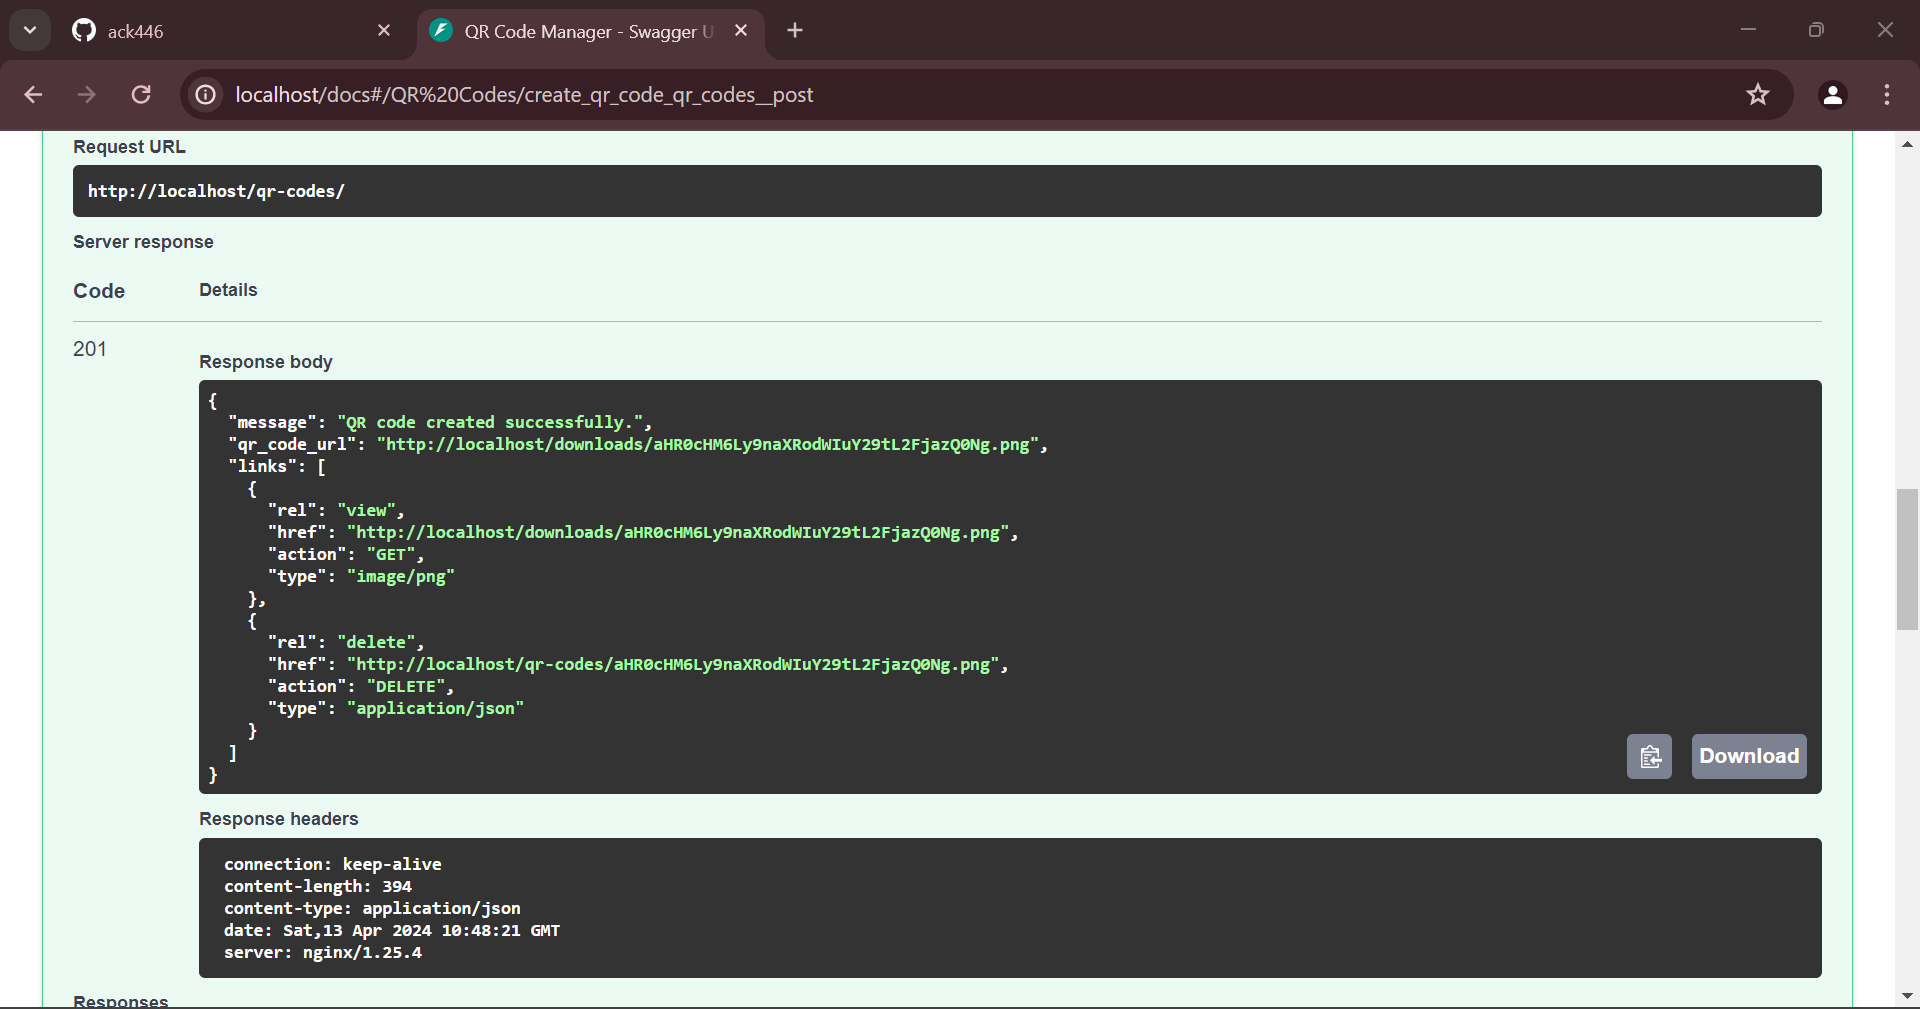 ack446
QR Code Manager - Swagger U
localhost/docs#/QR%20Codes/create_qr_code_qr_codes__post
Request URL
http://localhost/qr-codes/
Server response
Code Details
201
Response body
{
"message": "QR code created successfully.",
"qr_code_url": "http://localhost/downloads/aHR0cHM6Ly9naXRodWIuY29tL2FjazQ0Ng.png",
"links": [
{
"rel": "view",
"href": "http://localhost/downloads/aHR0cHM6Ly9naXRodWIuY29tL2FjazQ0Ng.png",
"action": "GET",
"type": "image/png"
},
{
"rel": "delete",
"href": "http://localhost/qr-codes/aHR0cHM6Ly9naXRodWIuY29tL2FjazQ0Ng.png",
"action": "DELETE",
"type": "application/json"
}
]
}
Download
Response headers
connection: keep-alive
content-length: 394
content-type: application/json
date: Sat,13 Apr 2024 10:48:21 GMT
server: nginx/1.25.4
Responses